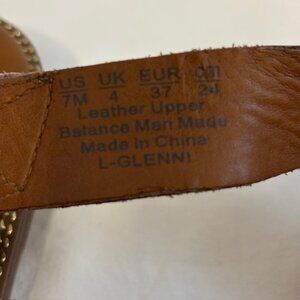 US UK EUR CM
7M 4 37 24
Leather Upper
Balance Man Made
Made in China
L-GLENNI